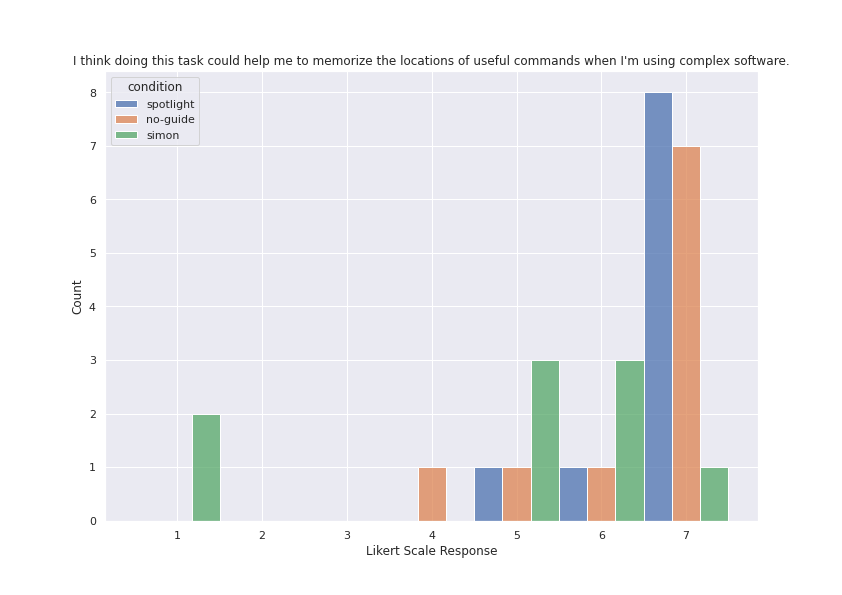 I think doing this task could help me to memorize the locations of useful commands when I'm using complex software.
condition
spotlight
no-guide
simon
8
7
6
5
4
3
2
1
0
Count
1 2 3 4 5 6 7
Likert Scale Response